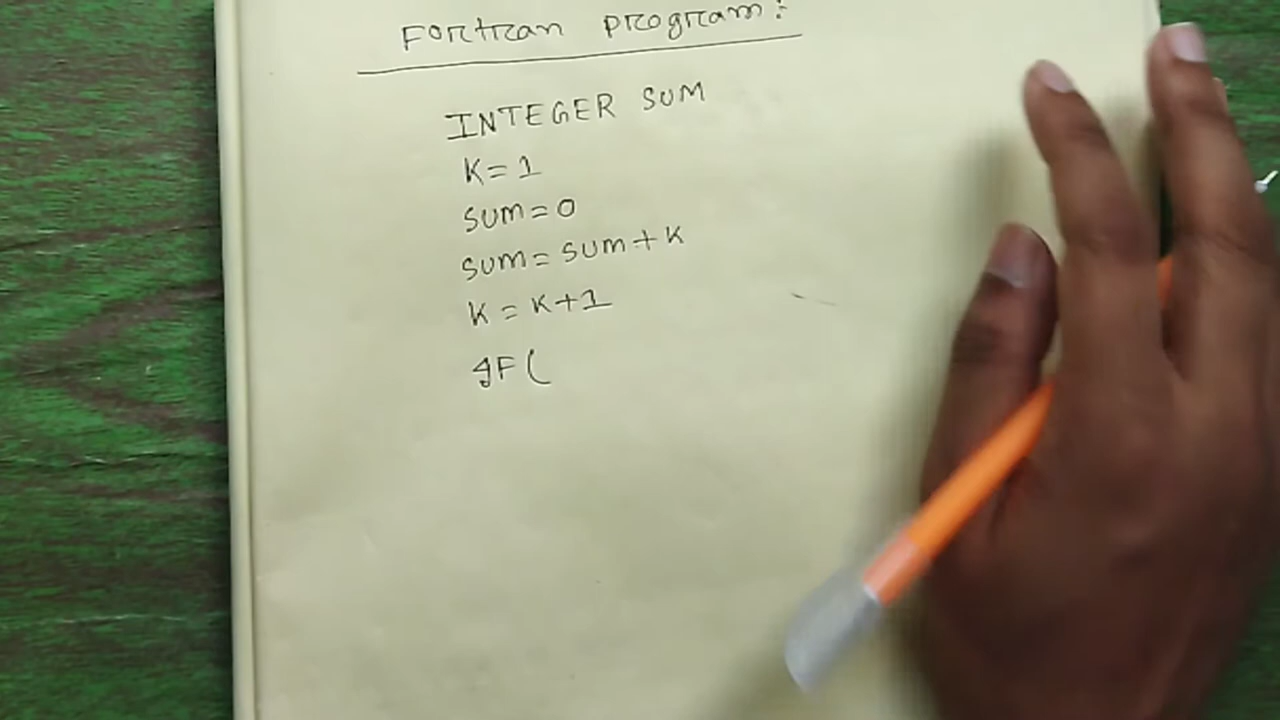 Fortran program:
INTEGER SUM
K=1
SUM=0
SUM=SUM+K
K=K+1
IF(